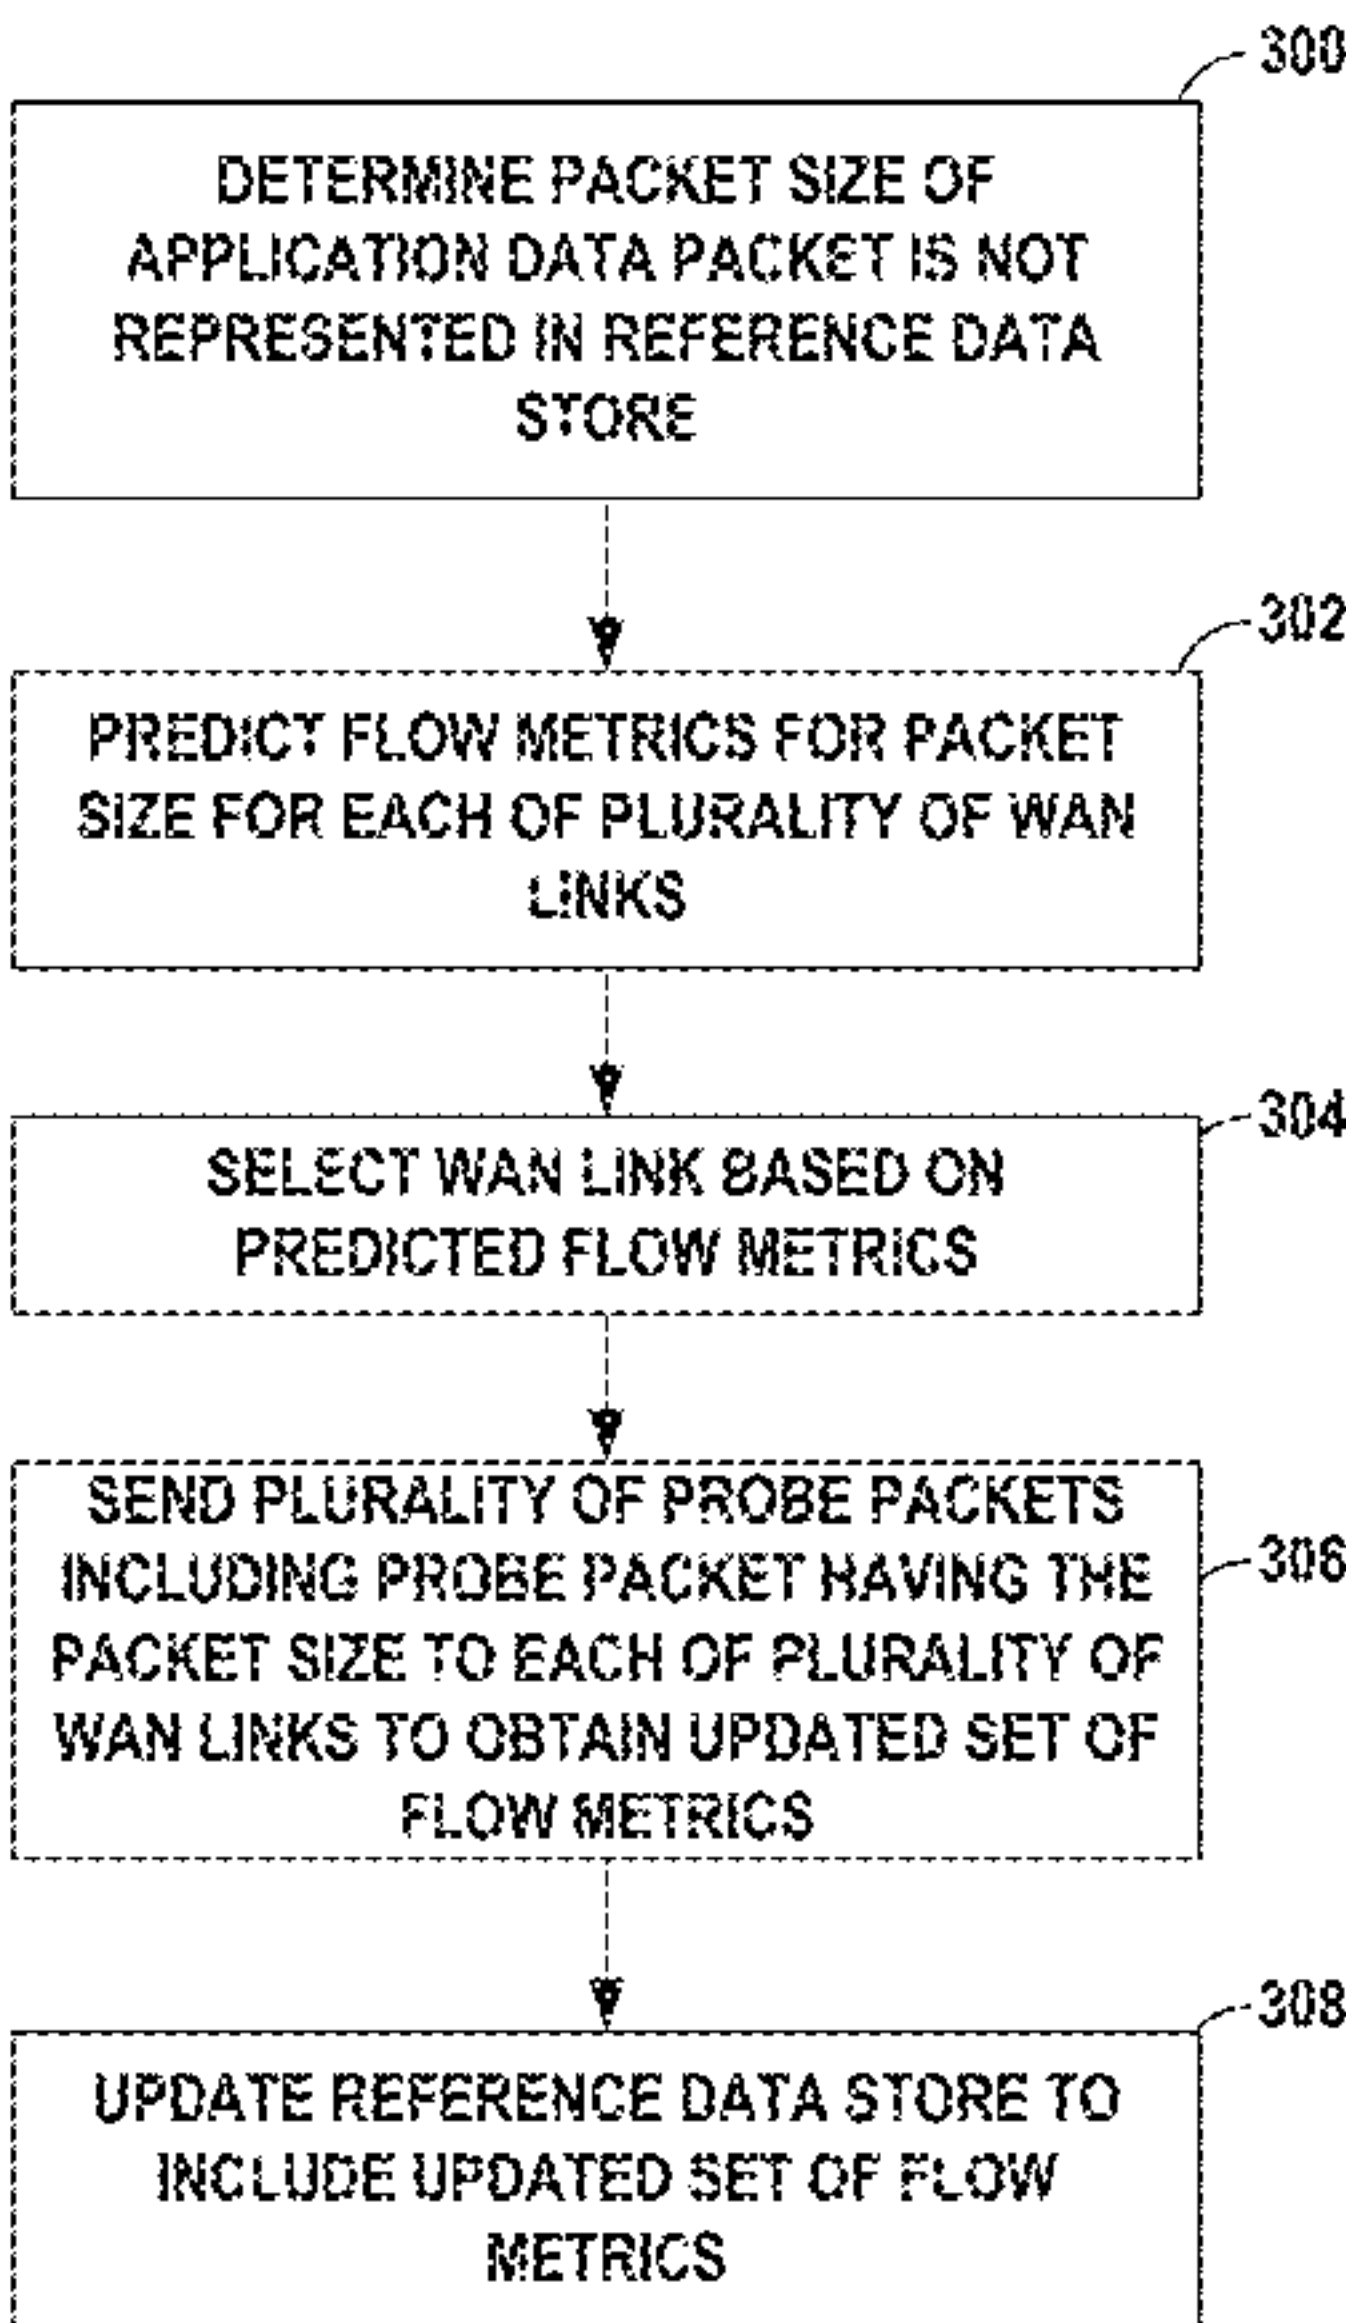 300
DETERMINE PACKET SIZE OF
APPLICATION DATA PACKET IS NOT
REPRESENTED IN REFERENCE DATA
STORE
302
PREDICT FLOW METRICS FOR PACKET
SIZE FOR EACH OF PLURALITY OF WAN
LINKS
304
SELECT WAN LINK BASED ON
PREDICTED FLOW METRICS
306
SEND PLURALITY OF PROBE PACKETS
INCLUDING PROBE PACKET HAVING THE
PACKET SIZE TO EACH OF PLURALITY OF
WAN LINKS TO OBTAIN UPDATED SET OF
FLOW METRICS
308
UPDATE REFERENCE DATA STORE TO
INCLUDE UPDATED SET OF FLOW
METRICS